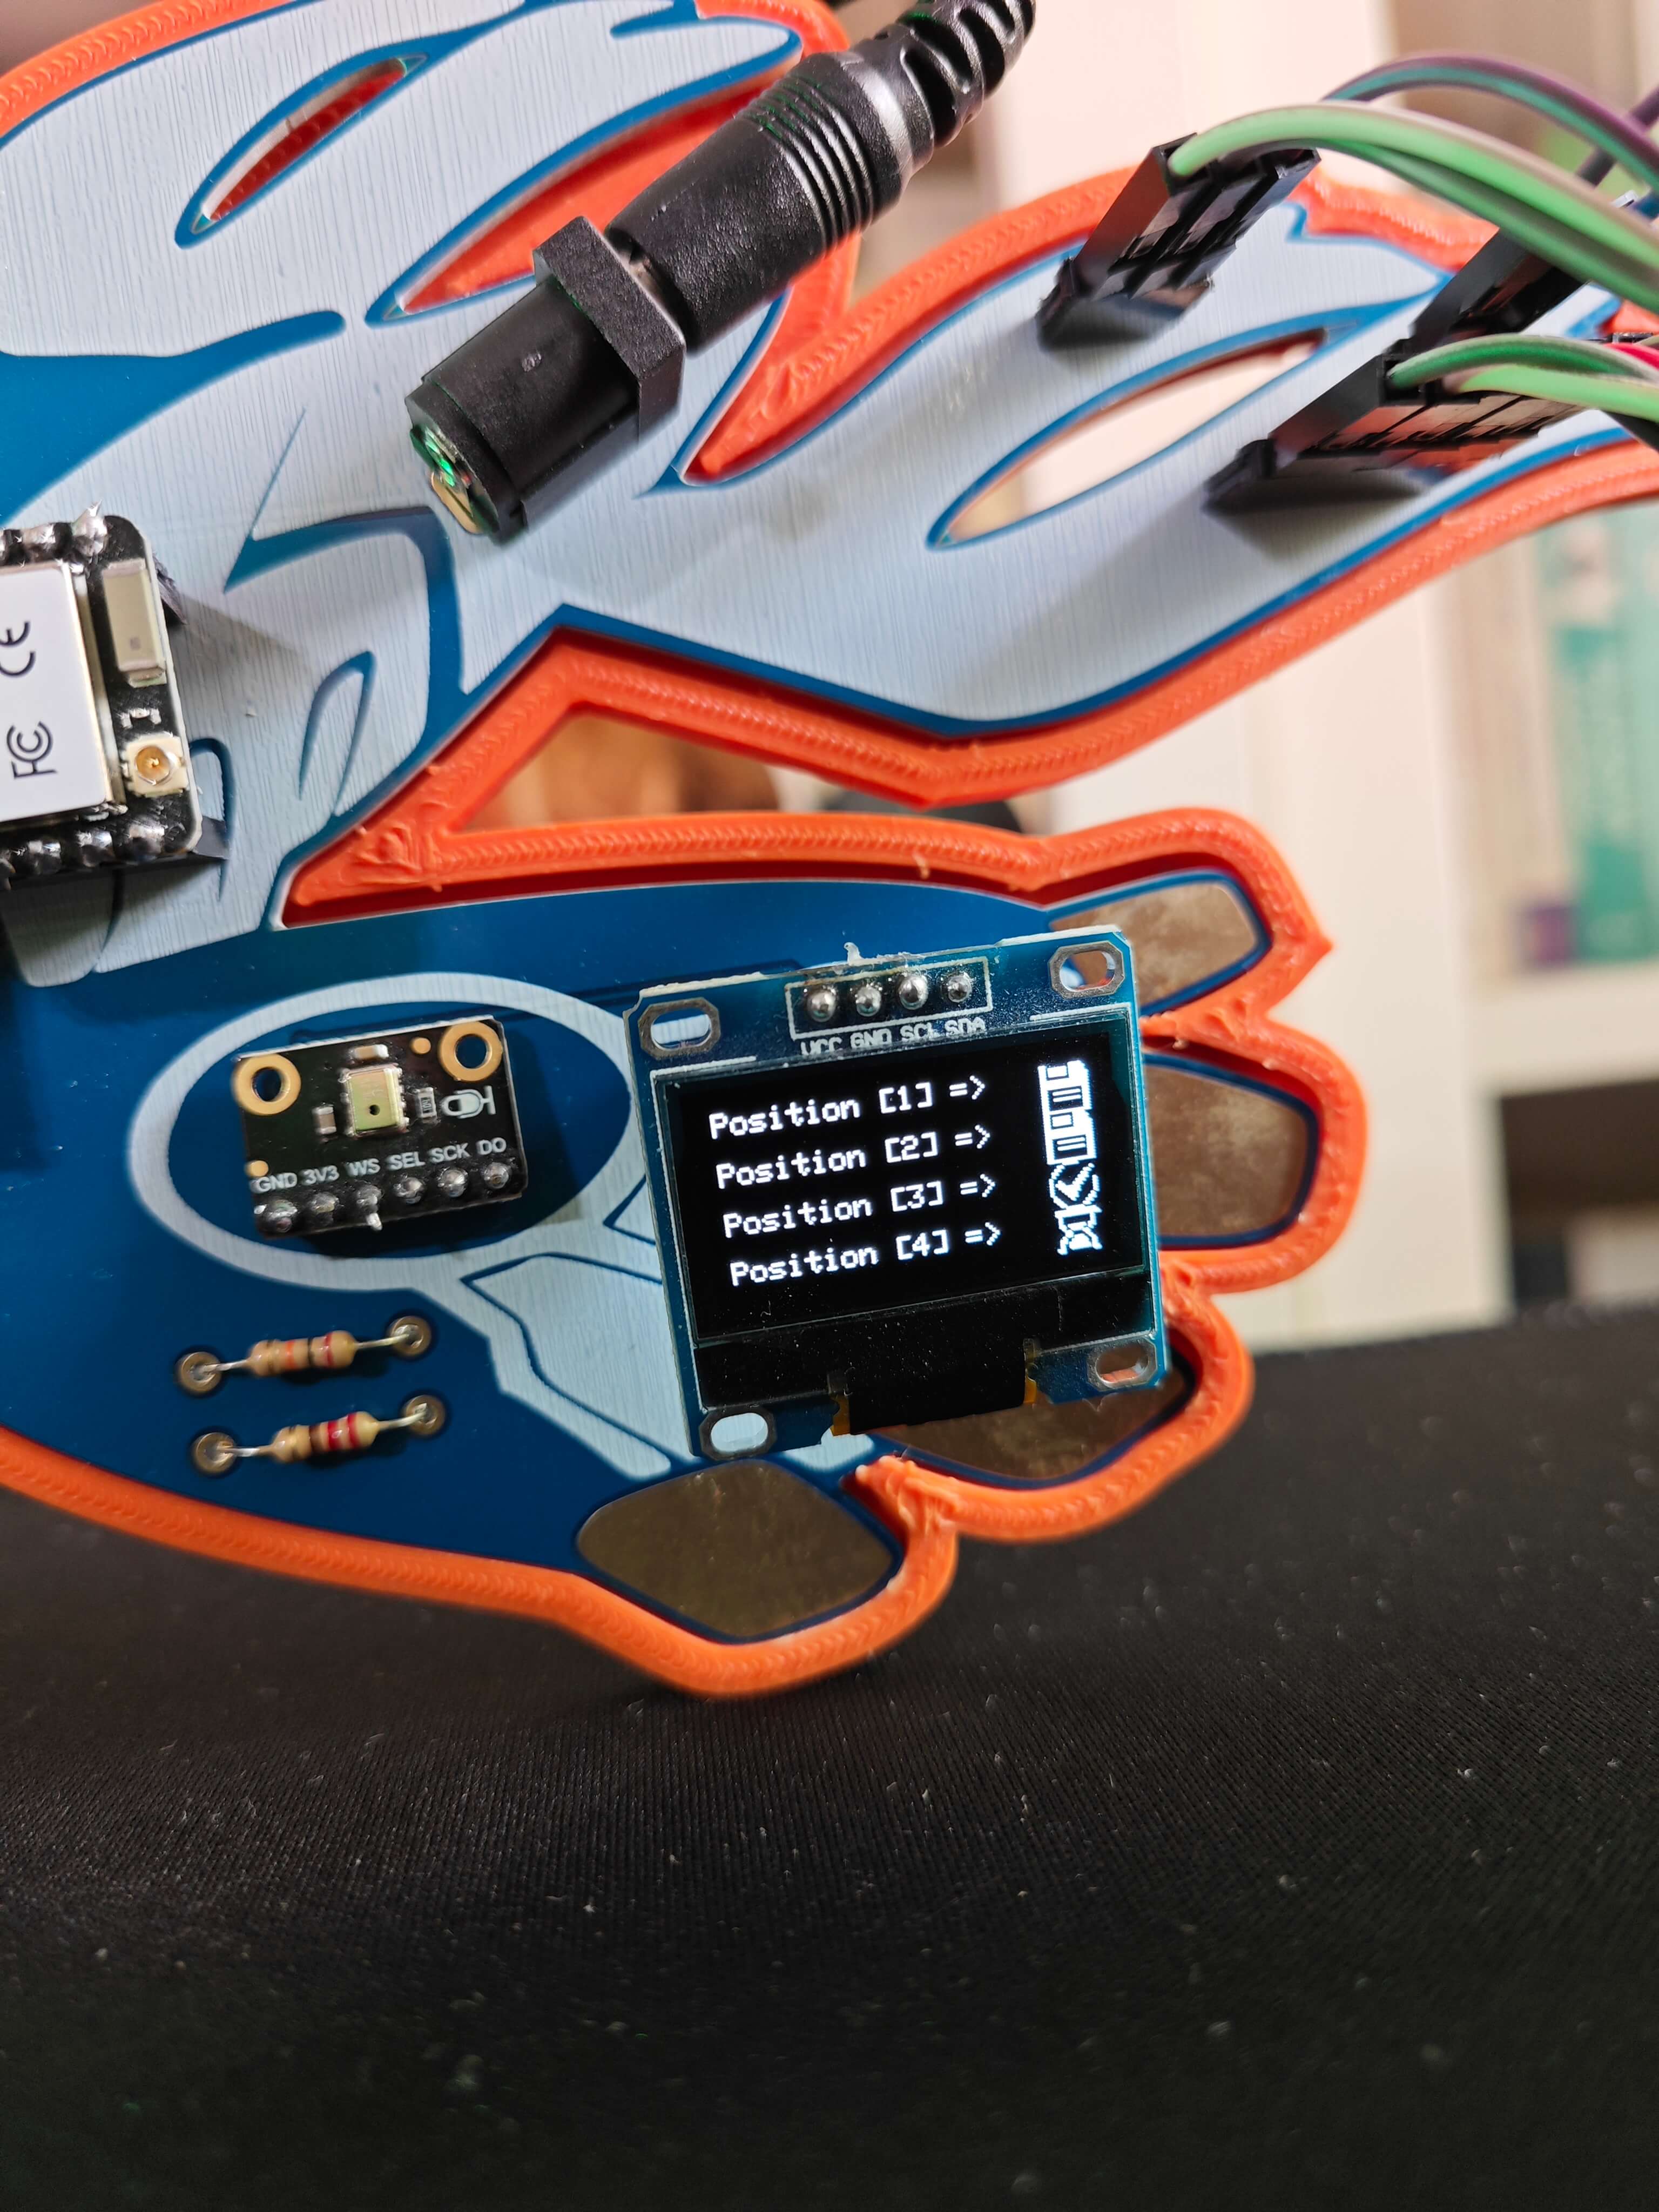 CE
FC
GND 3V3 WS SEL SCK DO
VCC GND SCL SDA
Position [1] =>
Position [2] =>
Position [3] =>
Position [4] =>